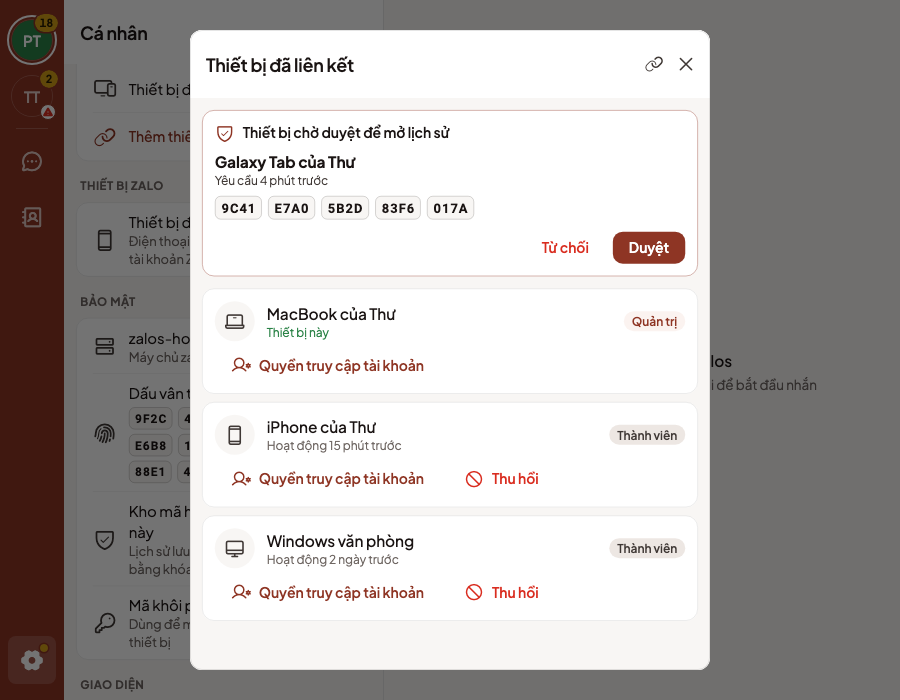 18
PT
2
TT
Cá nhân
Thiết bị đ
Thêm thiế
THIẾT BỊ ZALO
Thiết bị đ
Điện thoại
tài khoản Z
BẢO MẬT
zalos-ho
Máy chủ za
Dấu vân t
9F2C 4
E6B8 1
88E1 4
Kho mã h
này
Lịch sử lưu
bằng khóa
Mã khôi p
Dùng để m
thiết bị
GIAO DIỆN
Thiết bị đã liên kết
Thiết bị chờ duyệt để mở lịch sử
Galaxy Tab của Thư
Yêu cầu 4 phút trước
9C41 E7A0 5B2D 83F6 017A
Từ chối Duyệt
MacBook của Thư
Thiết bị này
Quản trị
Quyền truy cập tài khoản
iPhone của Thư
Hoạt động 15 phút trước
Thành viên
Quyền truy cập tài khoản Thu hồi
Windows văn phòng
Hoạt động 2 ngày trước
Thành viên
Quyền truy cập tài khoản Thu hồi
los
i để bắt đầu nhắn